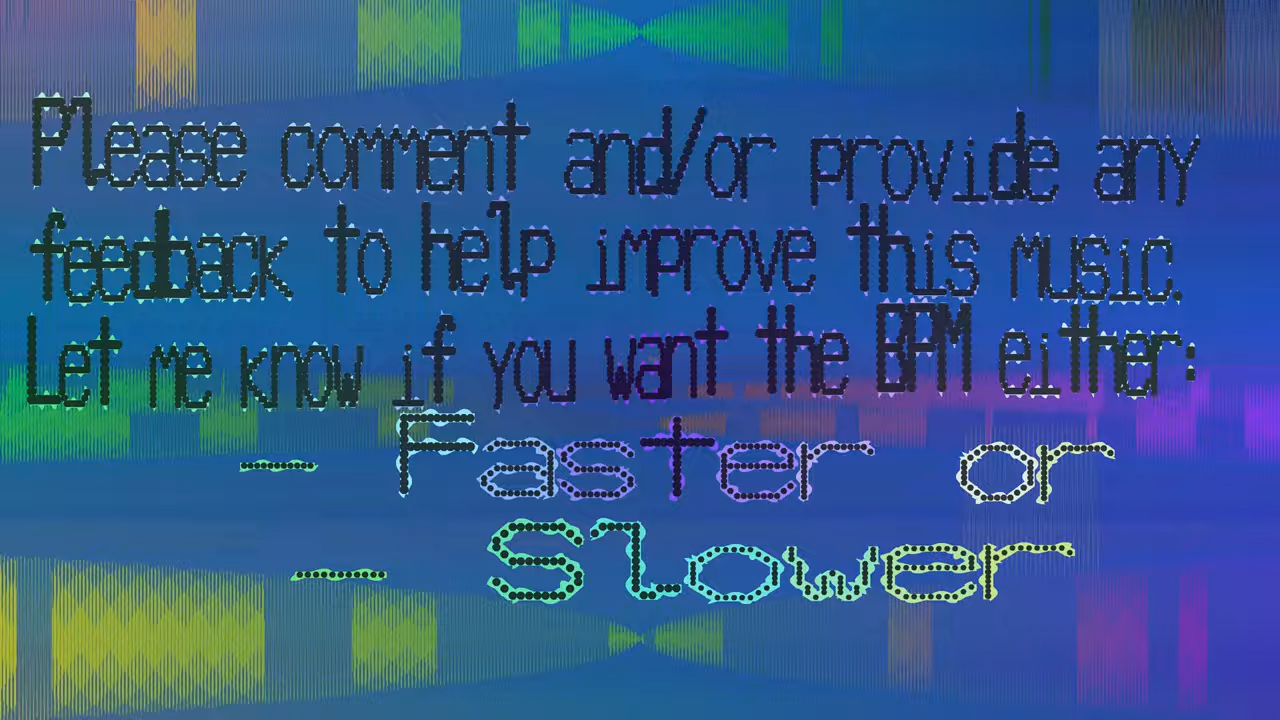 Please comment and/or provide any
feedback to help improve this music.
Let me know if you want the BPM either:
- Faster or
- Slower